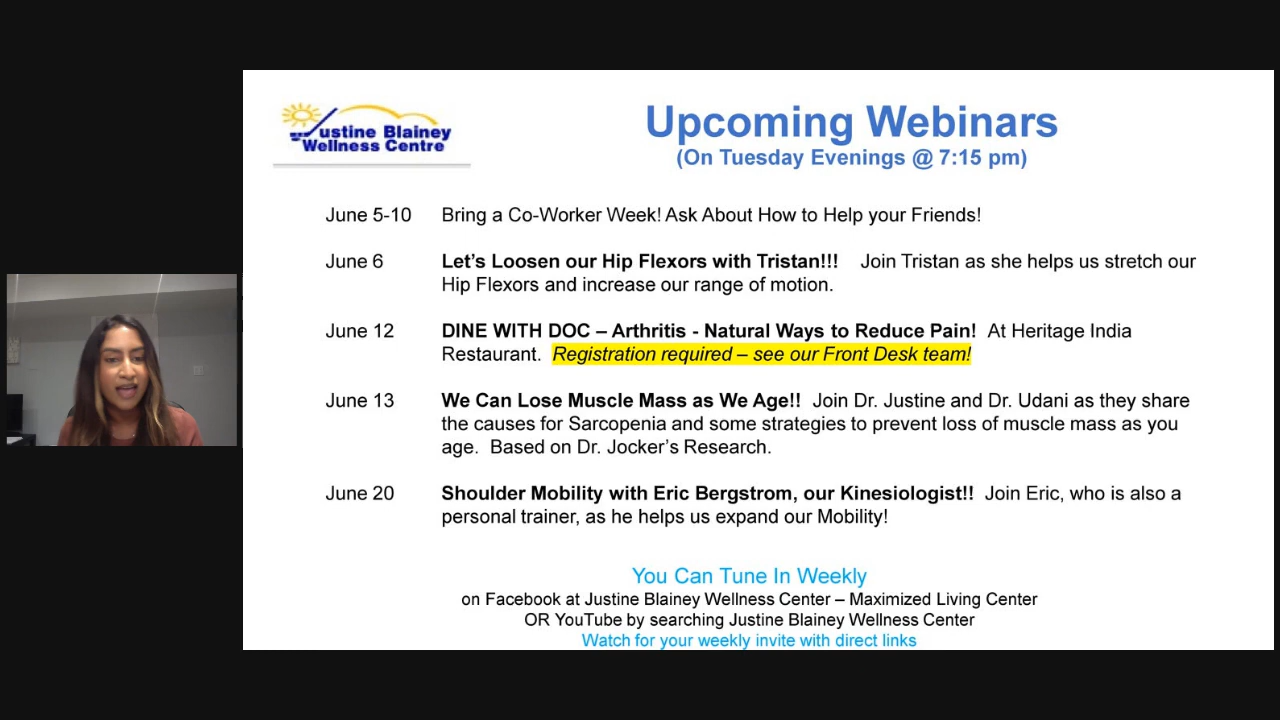 Justine Blainey
Wellness Centre
Upcoming Webinars
(On Tuesday Evenings @ 7:15 pm)
June 5-10 Bring a Co-Worker Week! Ask About How to Help your Friends!
June 6 Let’s Loosen our Hip Flexors with Tristan!!! Join Tristan as she helps us stretch our
Hip Flexors and increase our range of motion.
June 12 DINE WITH DOC – Arthritis - Natural Ways to Reduce Pain! At Heritage India
Restaurant. Registration required – see our Front Desk team!
June 13 We Can Lose Muscle Mass as We Age!! Join Dr. Justine and Dr. Udani as they share
the causes for Sarcopenia and some strategies to prevent loss of muscle mass as you
age. Based on Dr. Jocker’s Research.
June 20 Shoulder Mobility with Eric Bergstrom, our Kinesiologist!! Join Eric, who is also a
personal trainer, as he helps us expand our Mobility!
You Can Tune In Weekly
on Facebook at Justine Blainey Wellness Center – Maximized Living Center
OR YouTube by searching Justine Blainey Wellness Center
Watch for your weekly invite with direct links